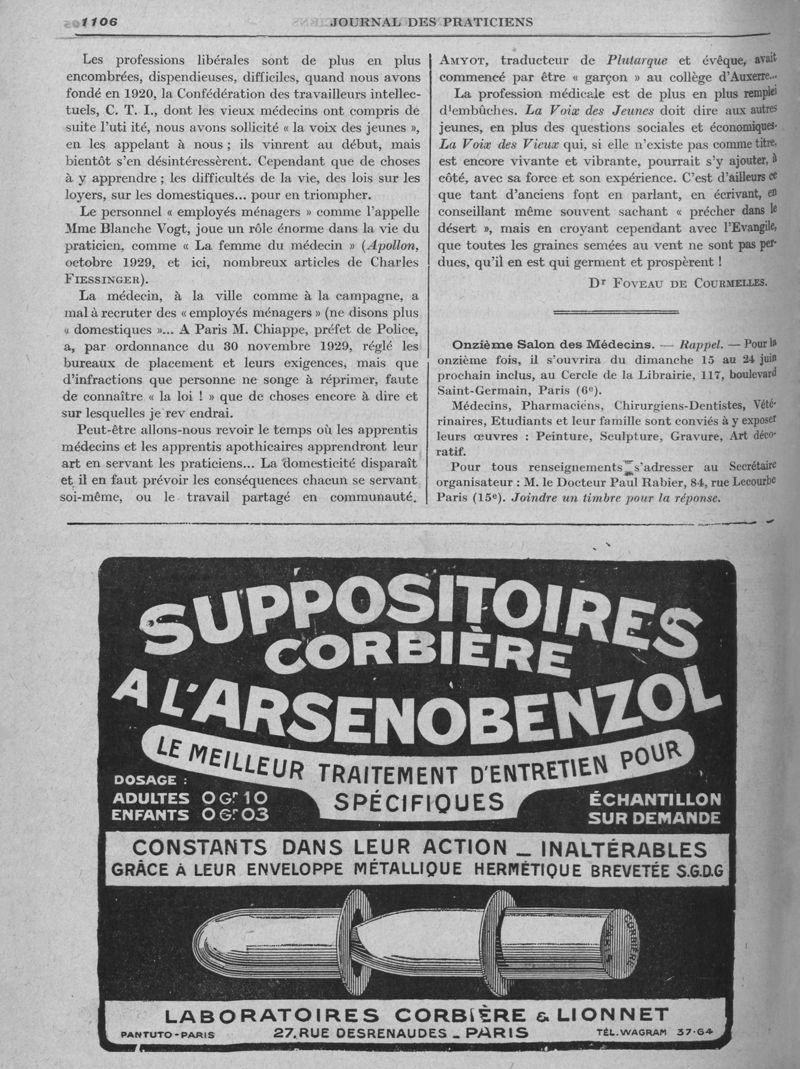 1106
JOURNAL DES PRATICIENS
Les professions libérales sont de plus en plus
encombrées, dispendieuses, difficiles, quand nous avons
fondé en 1920, la Confédération des travailleurs intellec-
tuels, C. T. I., dont les vieux médecins ont compris de
suite l'uti ité, nous avons sollicité « la voix des jeunes »,
en les appelant à nous ; ils vinrent au début, mais
bientôt s'en désintéressèrent. Cependant que de choses
à y apprendre ; les difficultés de la vie, des lois sur les
loyers, sur les domestiques... pour en triompher.
Le personnel « employés ménagers » comme l'appelle
Mme Blanche Vogt, joue un rôle énorme dans la vie du
praticien, comme « La femme du médecin » (Apollon,
octobre 1929, et ici, nombreux articles de Charles
FIESSINGER).
La médecin, à la ville comme à la campagne, a
mal à recruter des « employés ménagers » (ne disons plus
« domestiques »... A Paris M. Chiappe, préfet de Police,
a, par ordonnance du 30 novembre 1929, réglé les
bureaux de placement et leurs exigences, mais que
d'infractions que personne ne songe à réprimer, faute
de connaître « la loi ! » que de choses encore à dire et
sur lesquelles je rev endrai.
Peut-être allons-nous revoir le temps où les apprentis
médecins et les apprentis apothicaires apprendront leur
art en servant les praticiens... La domesticité disparaît
et il en faut prévoir les conséquences chacun se servant
soi-même, ou le travail partagé en communauté.
AMYOT, traducteur de Plutarque et évêque, avait
commencé par être « garçon » au collège d'Auxerre...
La profession médicale est de plus en plus remplei
d'embûches. La Voix des Jeunes doit dire aux autres
jeunes, en plus des questions sociales et économiques.
La Voix des Vieux qui, si elle n'existe pas comme titre,
est encore vivante et vibrante, pourrait s'y ajouter, à
côté, avec sa force et son expérience. C'est d'ailleurs ce
que tant d'anciens font en parlant, en écrivant, en
conseillant même souvent sachant « précher dans le
désert », mais en croyant cependant avec l'Evangile,
que toutes les graines semées au vent ne sont pas per-
dues, qu'il en est qui germent et prospèrent !
Dr FOVEAU DE COURMELLES.
Onzième Salon des Médecins. — Rappel. — Pour la
onzième fois, il s'ouvrira du dimanche 15 au 24 juin
prochain inclus, au Cercle de la Librairie, 117, boulevard
Saint-Germain, Paris (6e).
Médecins, Pharmaciens, Chirurgiens-Dentistes, Vété-
rinaires, Etudiants et leur famille sont conviés à y exposer
leurs œuvres : Peinture, Sculpture, Gravure, Art déco-
ratif.
Pour tous renseignements s'adresser au Secrétaire
organisateur : M. le Docteur Paul Rabier, 84, rue Lecourbe
Paris (15e). Joindre un timbre pour la réponse.
SUPPOSITOIRES
CORBIÈRE
A L'ARSENOBENZOL
LE MEILLEUR TRAITEMENT D'ENTRETIEN POUR
SPÉCIFIQUES
DOSAGE :
ADULTES 0 Gr 10
ENFANTS 0 Gr 03
ÉCHANTILLON
SUR DEMANDE
CONSTANTS DANS LEUR ACTION _ INALTÉRABLES
GRÂCE À LEUR ENVELOPPE MÉTALLIQUE HERMÉTIQUE BREVETÉE S.G.D.G
CORBIÈRE
PARIS
LABORATOIRES CORBIÈRE & LIONNET
PANTUTO-PARIS
27, RUE DESRENAUDES _ PARIS
TÉL. WAGRAM 37-64